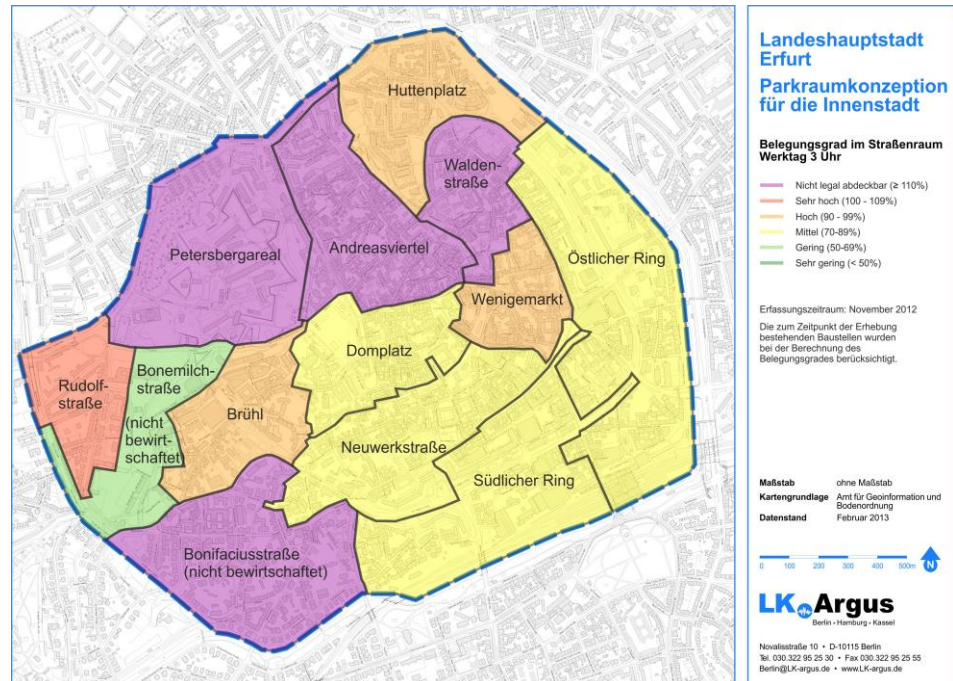 Huttenplatz
Walden-
straße
Petersbergareal
Andreasviertel
Östlicher Ring
Wenigemarkt
Domplatz
Rudolf-
straße
Bonemilch-
straße
(nicht
bewirt-
schaftet)
Brühl
Neuwerkstraße
Südlicher Ring
Bonifaciusstraße
(nicht bewirtschaftet)
Landeshauptstadt
Erfurt
Parkraumkonzeption
für die Innenstadt
Belegungsgrad im Straßenraum
Werktag 3 Uhr
Nicht legal abdeckbar (≥ 110%)
Sehr hoch (100 - 109%)
Hoch (90 - 99%)
Mittel (70-89%)
Gering (50-69%)
Sehr gering (< 50%)
Erfassungszeitraum: November 2012
Die zum Zeitpunkt der Erhebung
bestehenden Baustellen wurden
bei der Berechnung des
Belegungsgrades berücksichtigt.
Maßstab ohne Maßstab
Kartengrundlage Amt für Geoinformation und
Bodenordnung
Datenstand Februar 2013
0 100 200 300 400 500m N
LK Argus
Berlin • Hamburg • Kassel
Novalisstraße 10 • D-10115 Berlin
Tel. 030.322 95 25 30 • Fax 030.322 95 25 55
Berlin@LK-argus.de • www.LK-argus.de